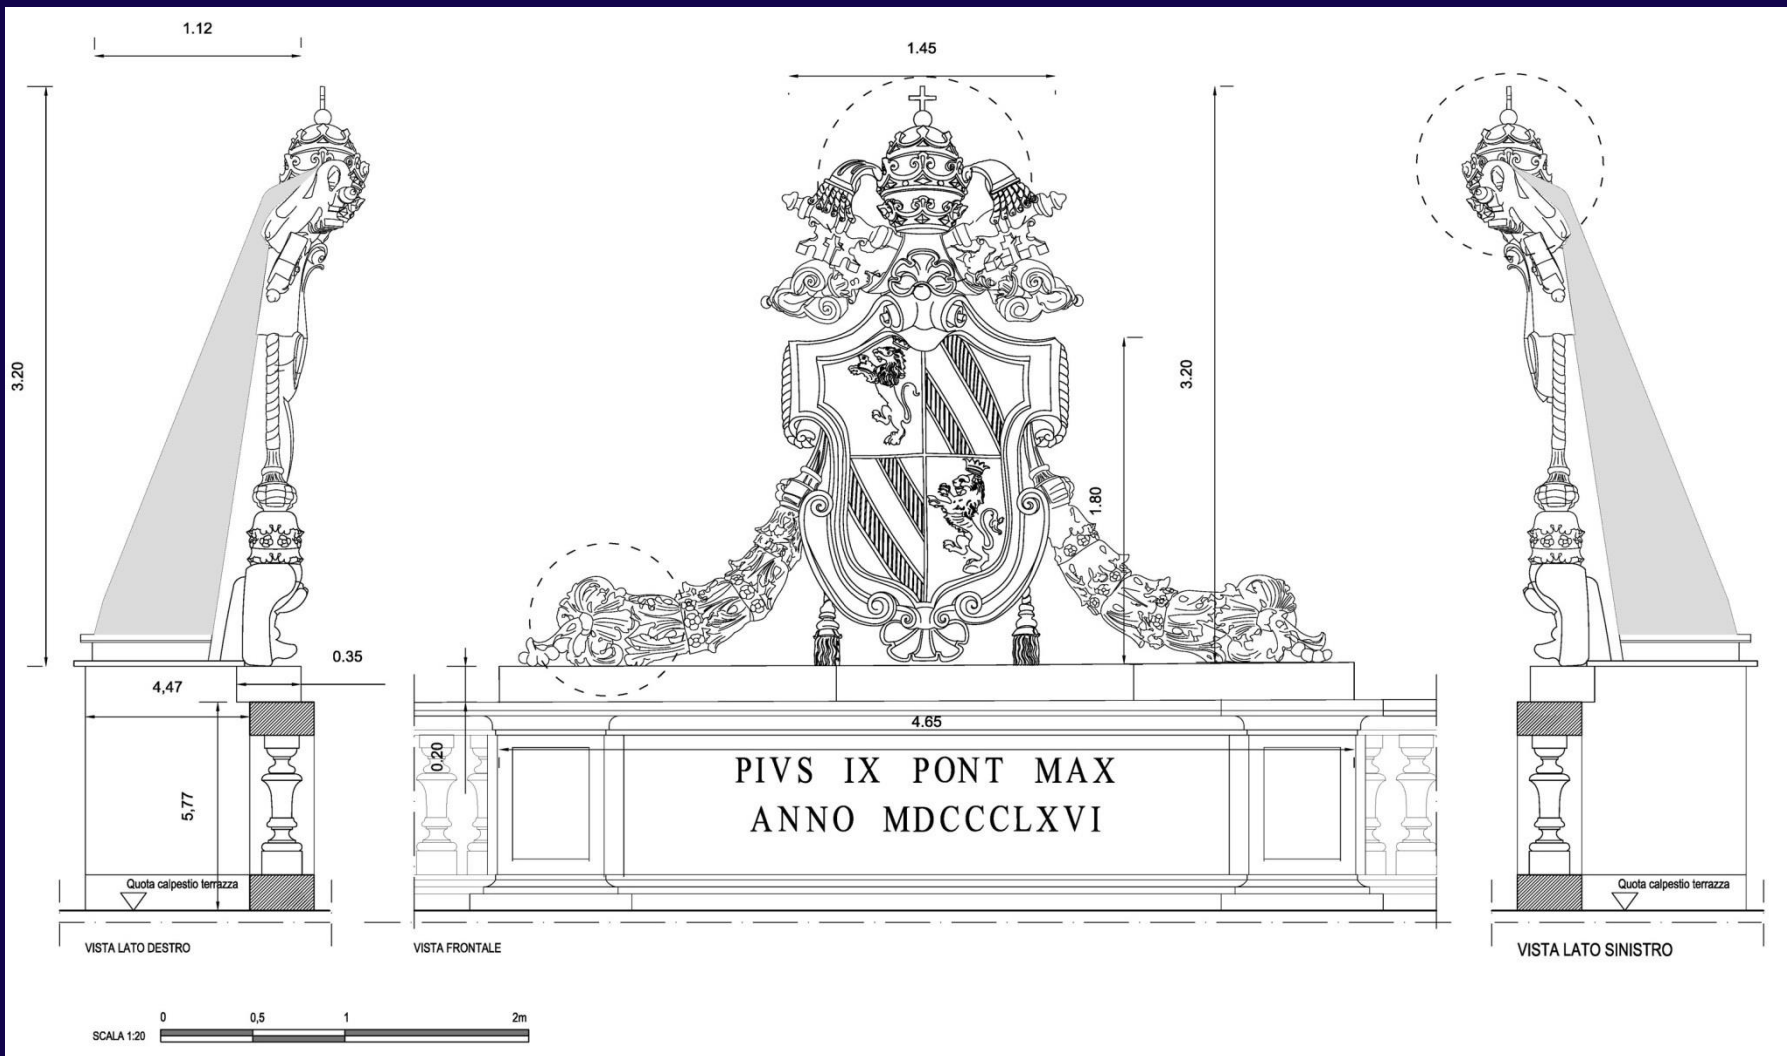 1.12
1.45
3.20
3.20
1.80
0.35
4,47
4.65
0.20
5,77
PIVS IX PONT MAX
ANNO MDCCCLXVI
Quota calpestio terrazza
Quota calpestio terrazza
VISTA LATO DESTRO
VISTA FRONTALE
VISTA LATO SINISTRO
0 0,5 1 2m
SCALA 1:20